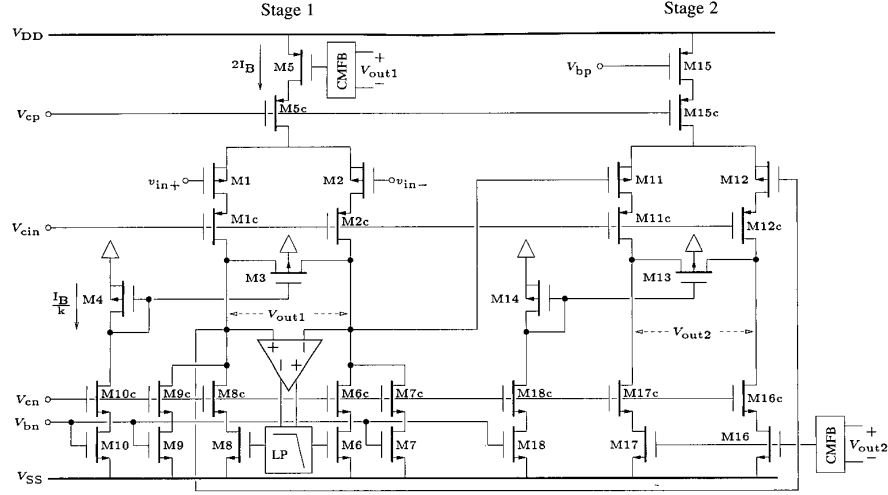 Stage 1 Stage 2
VDD
2IB M5 CMFB + Vout1 − Vbp M15
Vcp M5c M15c
vin+ M1 M2 vin− M11 M12
Vcin M1c M2c M11c M12c
M3 M13
IB/k M4 M14
Vout1 Vout2
+ −
− +
Vcn M10c M9c M8c M6c M7c M18c M17c M16c
Vbn
M10 M9 M8 LP M6 M7 M18 M17 M16 CMFB + Vout2 −
VSS